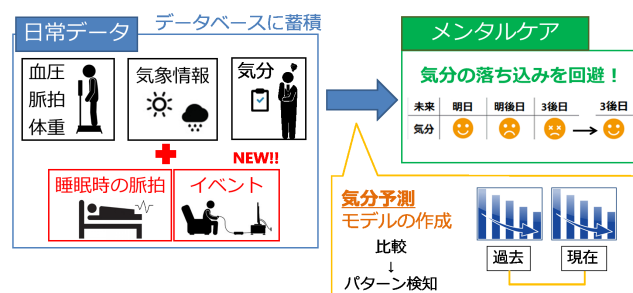 日常データ
データベースに蓄積
血圧
脈拍
体重
気象情報
気分
NEW!!
睡眠時の脈拍
イベント
メンタルケア
気分の落ち込みを回避！
未来 明日 明後日 3後日 3後日
気分
気分予測
モデルの作成
比較
↓
パターン検知
過去
現在